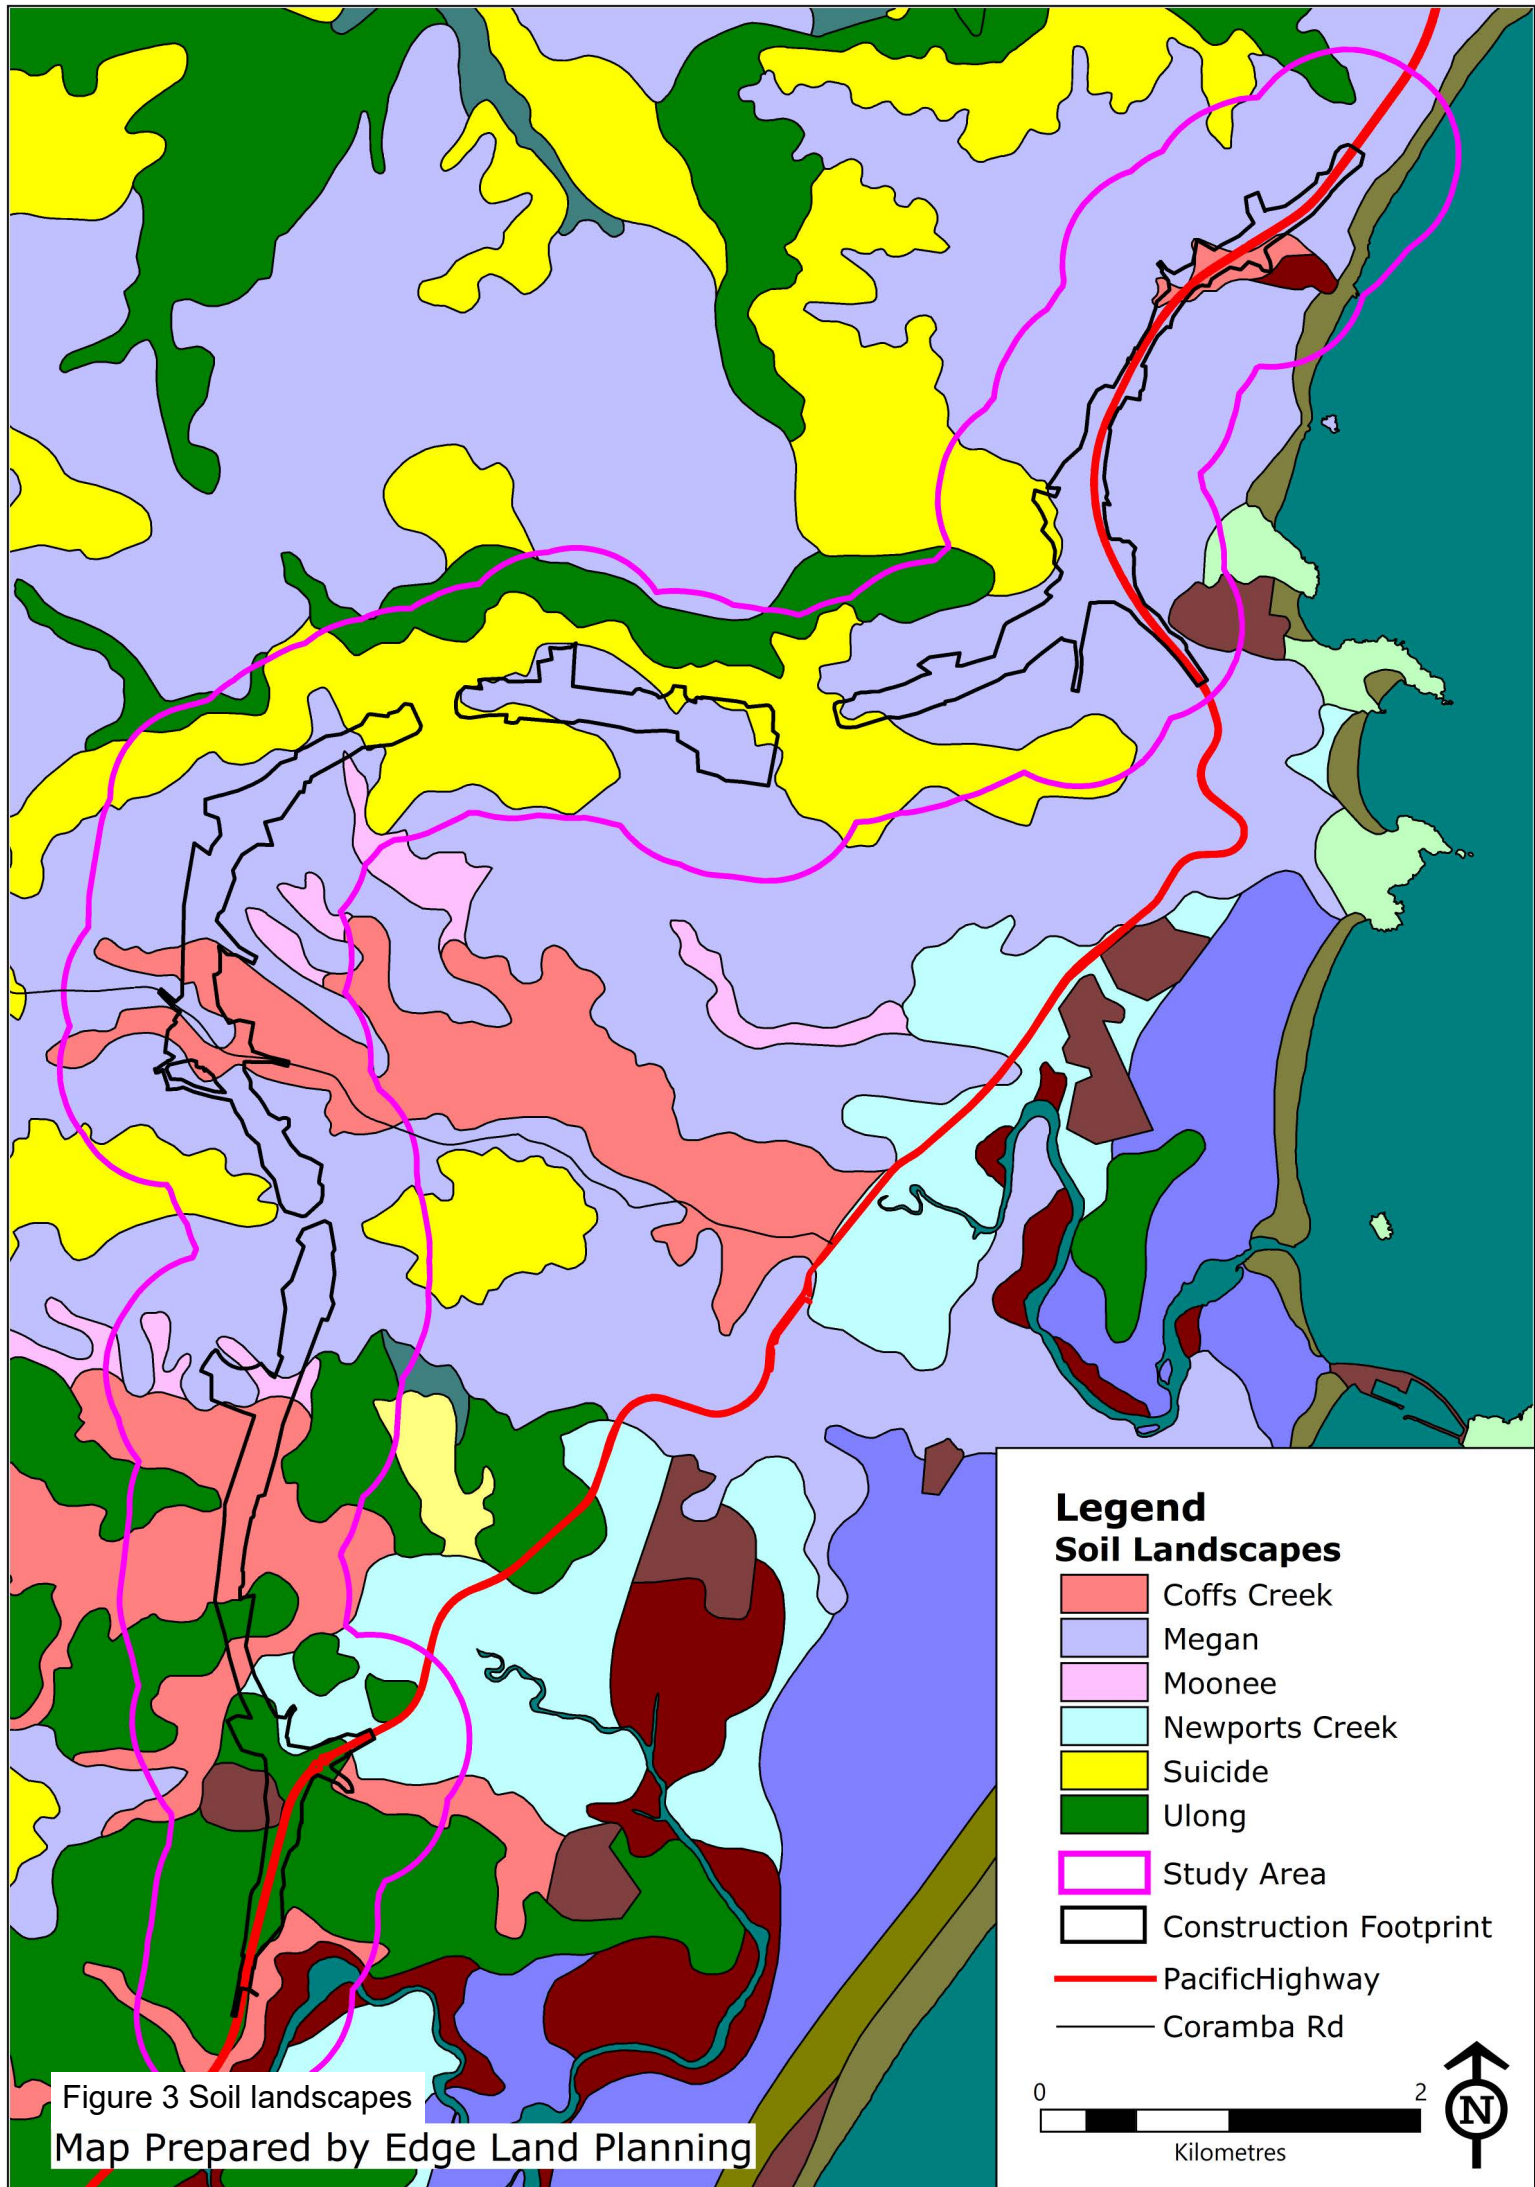 Legend
Soil Landscapes
Coffs Creek
Megan
Moonee
Newports Creek
Suicide
Ulong
Study Area
Construction Footprint
PacificHighway
Coramba Rd
0 2
Kilometres
N
Figure 3 Soil landscapes
Map Prepared by Edge Land Planning